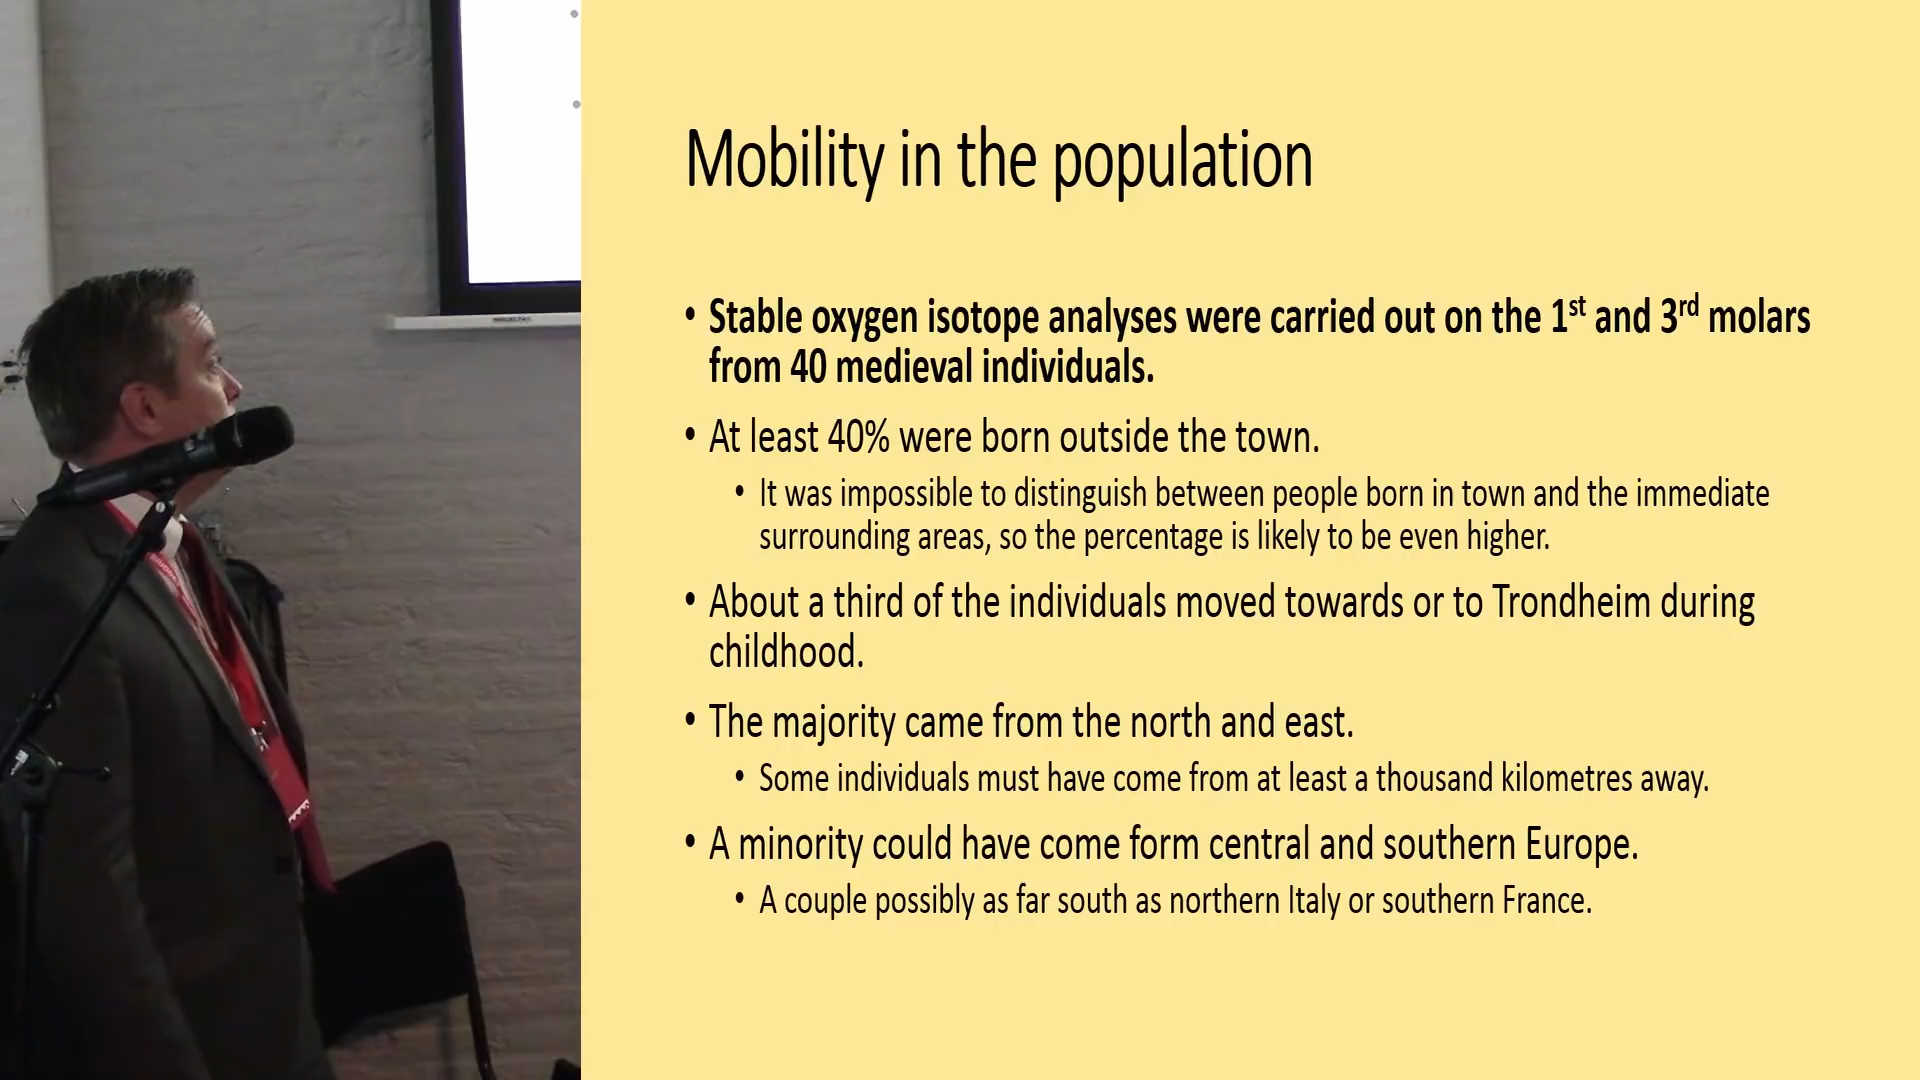 Mobility in the population
• Stable oxygen isotope analyses were carried out on the 1st and 3rd molars
from 40 medieval individuals.
• At least 40% were born outside the town.
• It was impossible to distinguish between people born in town and the immediate
surrounding areas, so the percentage is likely to be even higher.
• About a third of the individuals moved towards or to Trondheim during
childhood.
• The majority came from the north and east.
• Some individuals must have come from at least a thousand kilometres away.
• A minority could have come form central and southern Europe.
• A couple possibly as far south as northern Italy or southern France.